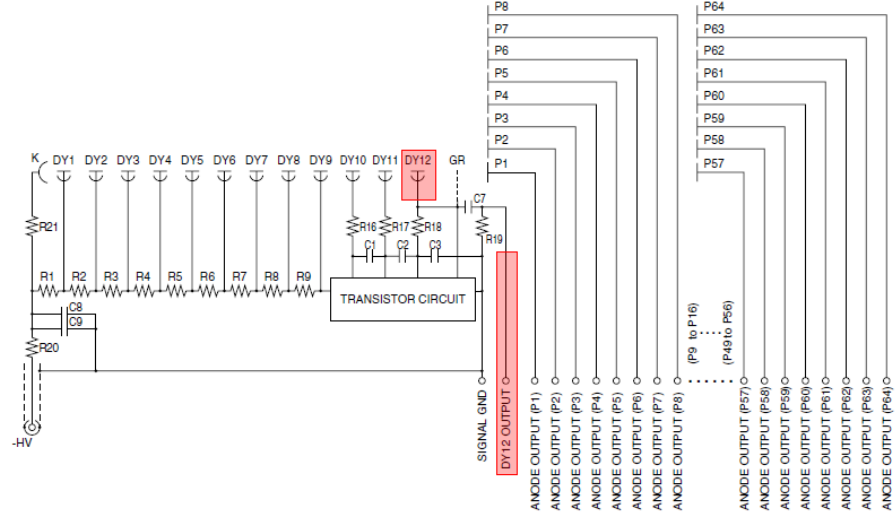 P8
P64
P7
P63
P6
P62
P5
P61
P4
P60
P3
P59
P2
P58
P1
P57
K DY1 DY2 DY3 DY4 DY5 DY6 DY7 DY8 DY9 DY10 DY11 DY12 GR
C7
R21
R16 R17 R18
R19
C1 C2 C3
R1 R2 R3 R4 R5 R6 R7 R8 R9
TRANSISTOR CIRCUIT
C8
C9
R20
-HV
SIGNAL GND
DY12 OUTPUT
ANODE OUTPUT (P1)
ANODE OUTPUT (P2)
ANODE OUTPUT (P3)
ANODE OUTPUT (P4)
ANODE OUTPUT (P5)
ANODE OUTPUT (P6)
ANODE OUTPUT (P7)
ANODE OUTPUT (P8)
(P9 to P16)
(P49 to P56)
ANODE OUTPUT (P57)
ANODE OUTPUT (P58)
ANODE OUTPUT (P59)
ANODE OUTPUT (P60)
ANODE OUTPUT (P61)
ANODE OUTPUT (P62)
ANODE OUTPUT (P63)
ANODE OUTPUT (P64)